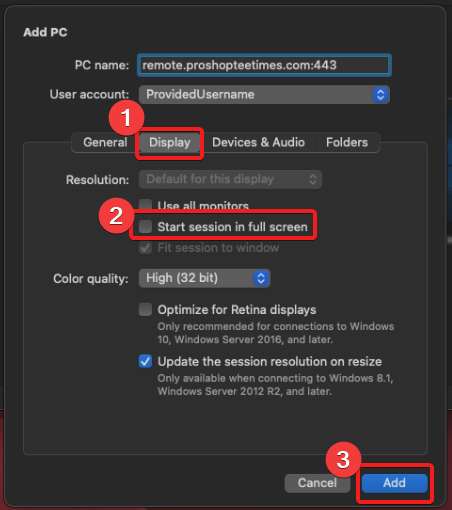 Add PC
PC name: remote.proshopteetimes.com:443
User account: ProvidedUsername
1
General Display Devices & Audio Folders
Resolution: Default for this display
Use all monitors
2
Start session in full screen
Fit session to window
Color quality: High (32 bit)
Optimize for Retina displays
Only recommended for connections to Windows
10, Windows Server 2016, and later.
Update the session resolution on resize
Only available when connecting to Windows 8.1,
Windows Server 2012 R2, and later.
3
Cancel Add